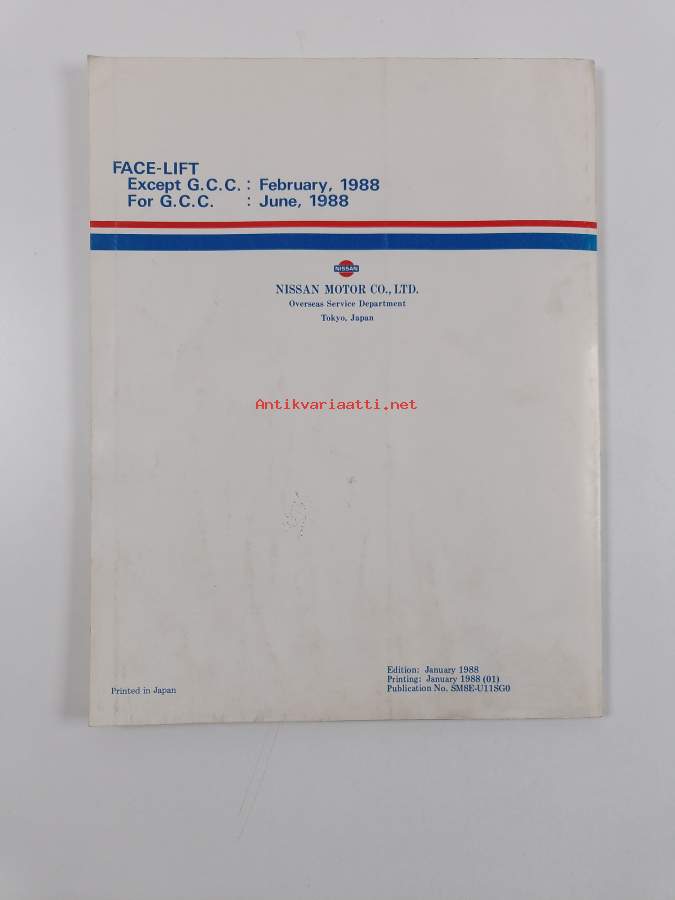 FACE-LIFT
Except G.C.C. : February, 1988
For G.C.C. : June, 1988
NISSAN
NISSAN MOTOR CO., LTD.
Overseas Service Department
Tokyo, Japan
Antikvariaatti.net
Edition: January 1988
Printing: January 1988 (01)
Publication No. SM8E-U11SG0
Printed in Japan